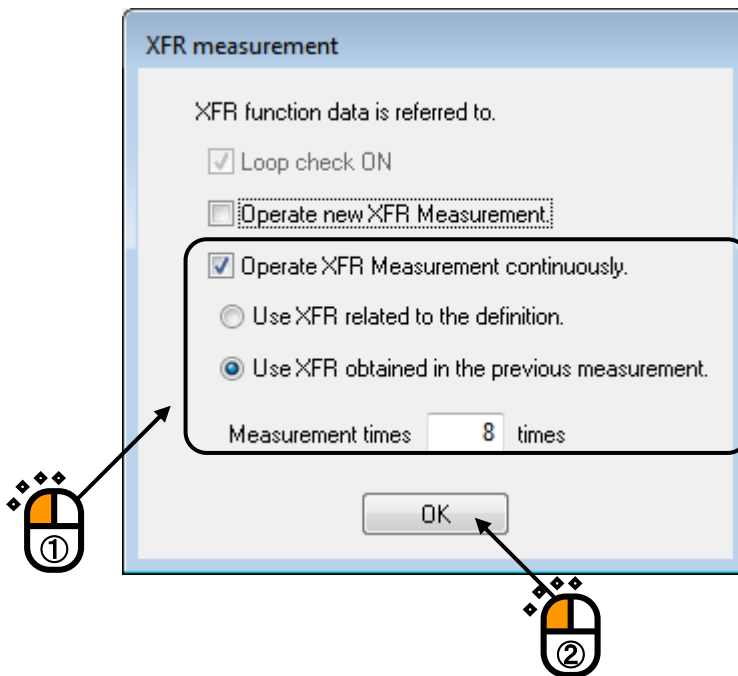 XFR measurement
XFR function data is referred to.
Loop check ON
Operate new XFR Measurement.
Operate XFR Measurement continuously.
Use XFR related to the definition.
Use XFR obtained in the previous measurement.
Measurement times 8 times
OK
①
②